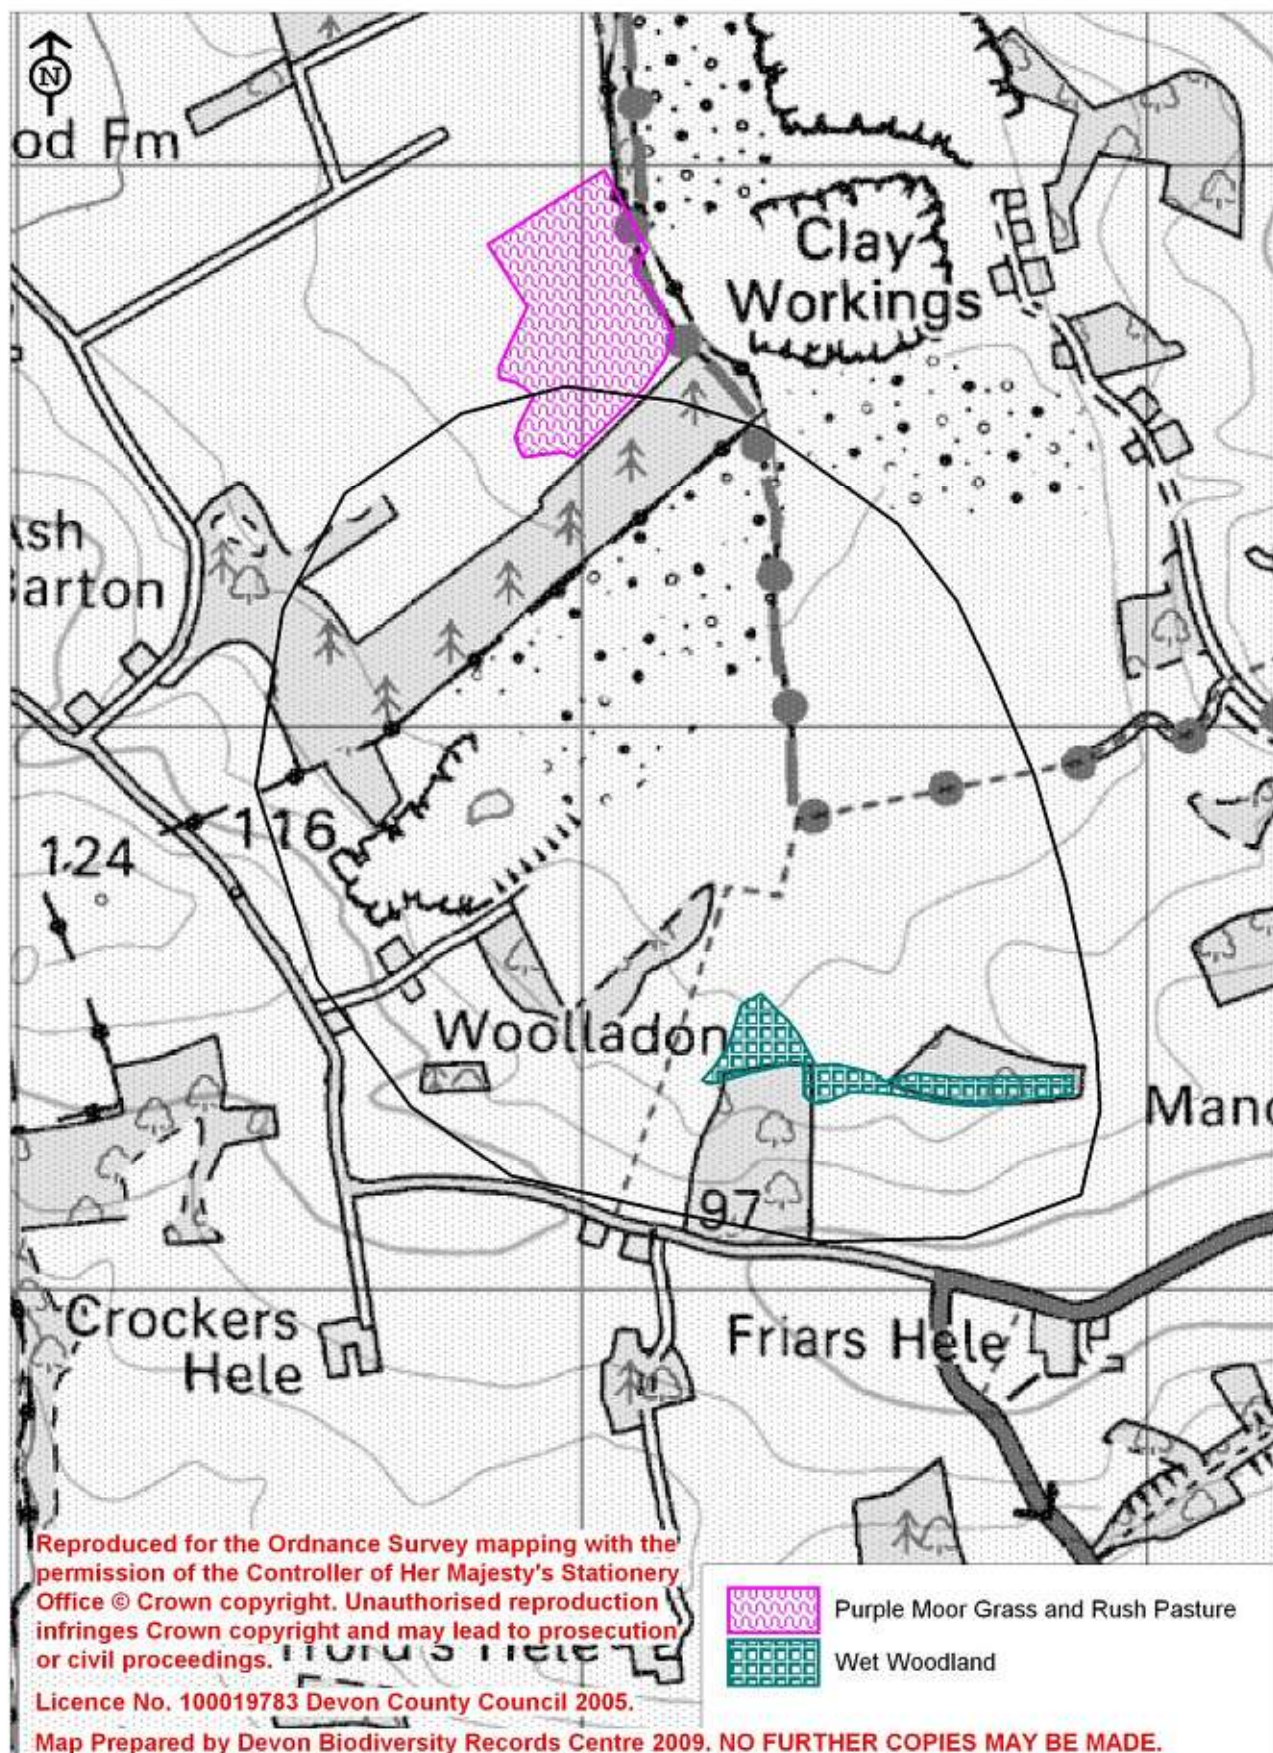 N
od Fm
Clay
Workings
Ash
Barton
116
124
Woolladon
Manc
97
Crockers
Hele
Friars Hele
Reproduced for the Ordnance Survey mapping with the
permission of the Controller of Her Majesty's Stationery
Office © Crown copyright. Unauthorised reproduction
infringes Crown copyright and may lead to prosecution
or civil proceedings.
Hele
Licence No. 100019783 Devon County Council 2005.
Map Prepared by Devon Biodiversity Records Centre 2009. NO FURTHER COPIES MAY BE MADE.
Purple Moor Grass and Rush Pasture
Wet Woodland